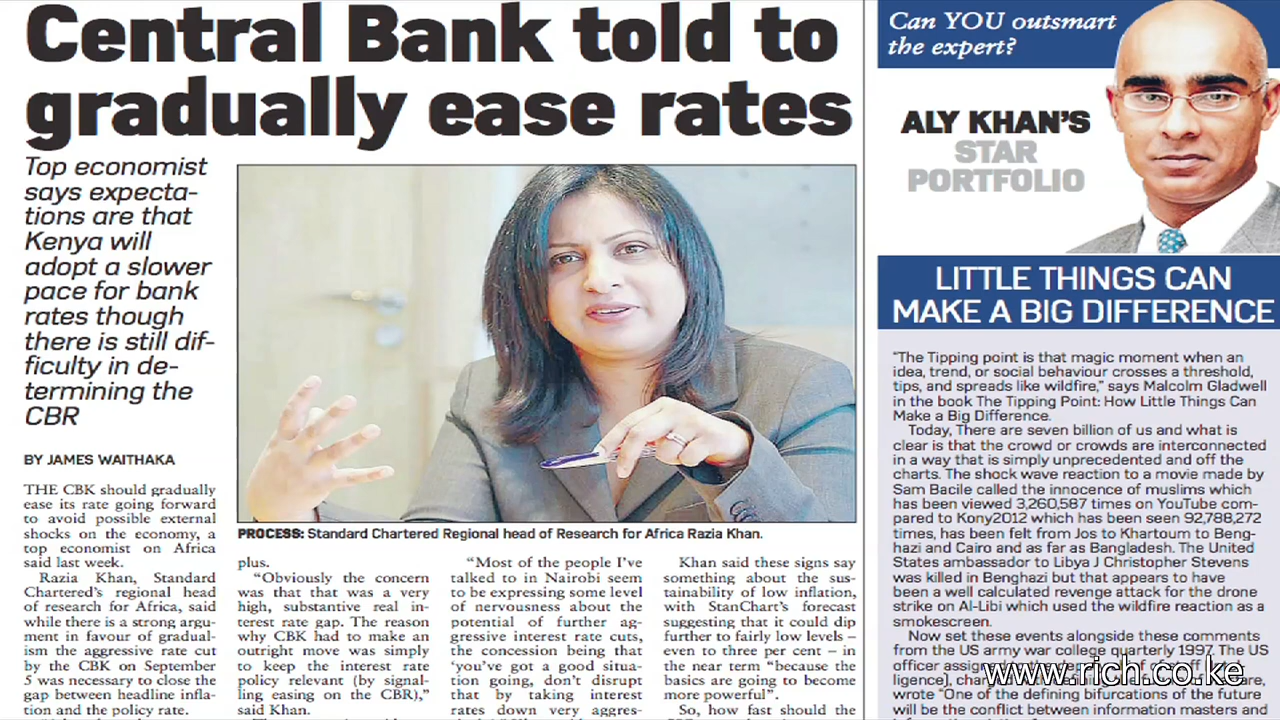 Central Bank told to
gradually ease rates
Top economist
says expecta-
tions are that
Kenya will
adopt a slower
pace for bank
rates though
there is still dif-
ficulty in de-
termining the
CBR
BY JAMES WAITHAKA
THE CBK should gradually
ease its rate going forward
to avoid possible external
shocks on the economy, a
top economist on Africa
said last week.
Razia Khan, Standard
Chartered's regional head
of research for Africa, said
while there is a strong argu-
ment in favour of gradual-
ism the aggressive rate cut
by the CBK on September
5 was necessary to close the
gap between headline infla-
tion and the policy rate.
PROCESS: Standard Chartered Regional head of Research for Africa Razia Khan.
plus.
"Obviously the concern
was that that was a very
high, substantive real in-
terest rate gap. The reason
why CBK had to make an
outright move was simply
to keep the interest rate
policy relevant (by signal-
ling easing on the CBR),"
said Khan.
"Most of the people I've
talked to in Nairobi seem
to be expressing some level
of nervousness about the
potential of further ag-
gressive interest rate cuts,
the concession being that
'you've got a good situa-
tion going, don't disrupt
that by taking interest
rates down very aggres-
Khan said these signs say
something about the sus-
tainability of low inflation,
with StanChart's forecast
suggesting that it could dip
further to fairly low levels –
even to three per cent – in
the near term "because the
basics are going to become
more powerful".
So, how fast should the
Can YOU outsmart
the expert?
ALY KHAN'S
STAR
PORTFOLIO
LITTLE THINGS CAN
MAKE A BIG DIFFERENCE
"The Tipping point is that magic moment when an
idea, trend, or social behaviour crosses a threshold,
tips, and spreads like wildfire," says Malcolm Gladwell
in the book The Tipping Point: How Little Things Can
Make a Big Difference.
Today, There are seven billion of us and what is
clear is that the crowd or crowds are interconnected
in a way that is simply unprecedented and off the
charts. The shock wave reaction to a movie made by
Sam Bacile called the innocence of muslims which
has been viewed 3,260,587 times on YouTube com-
pared to Kony2012 which has been seen 92,788,272
times, has been felt from Jos to Khartoum to Beng-
hazi and Cairo and as far as Bangladesh. The United
States ambassador to Libya J Christopher Stevens
was killed in Benghazi but that appears to have
been a well calculated revenge attack for the drone
strike on Al-Libi which used the wildfire reaction as a
smokescreen.
Now set these events alongside these comments
from the US army war college quarterly 1997. The US
officer assig
ligence), cha
wrote "One of the defining bifurcations of the future
will be the conflict between information masters and
www.rich.co.ke